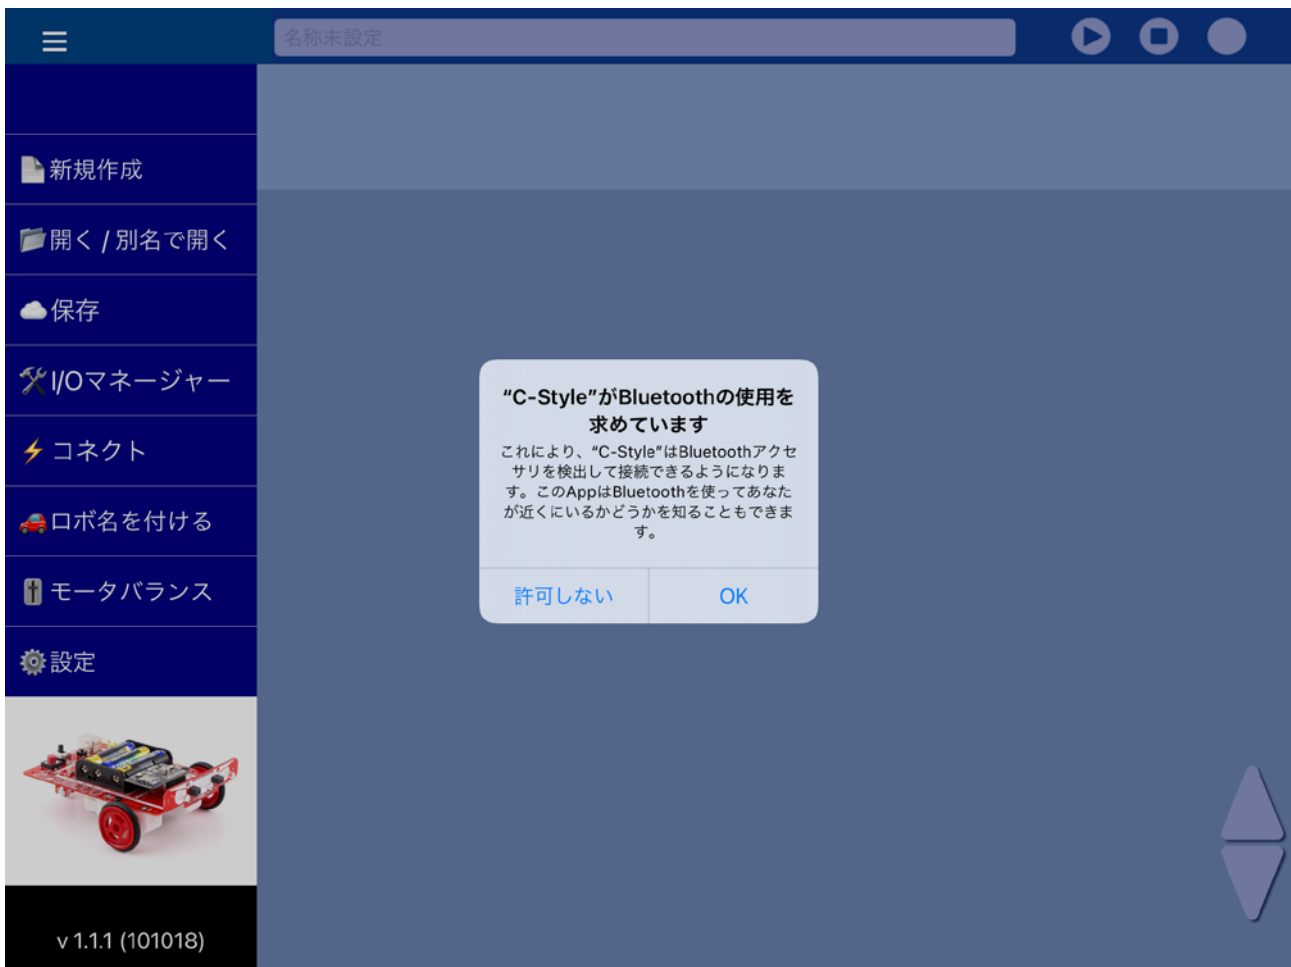 名称未設定
新規作成
開く / 別名で開く
保存
I/Oマネージャー
コネクト
ロボ名を付ける
モータバランス
設定
v 1.1.1 (101018)
“C-Style”がBluetoothの使用を
求めています
これにより、“C-Style”はBluetoothアクセ
サリを検出して接続できるようになりま
す。このAppはBluetoothを使ってあなた
が近くにいるかどうかを知ることもできま
す。
許可しない
OK